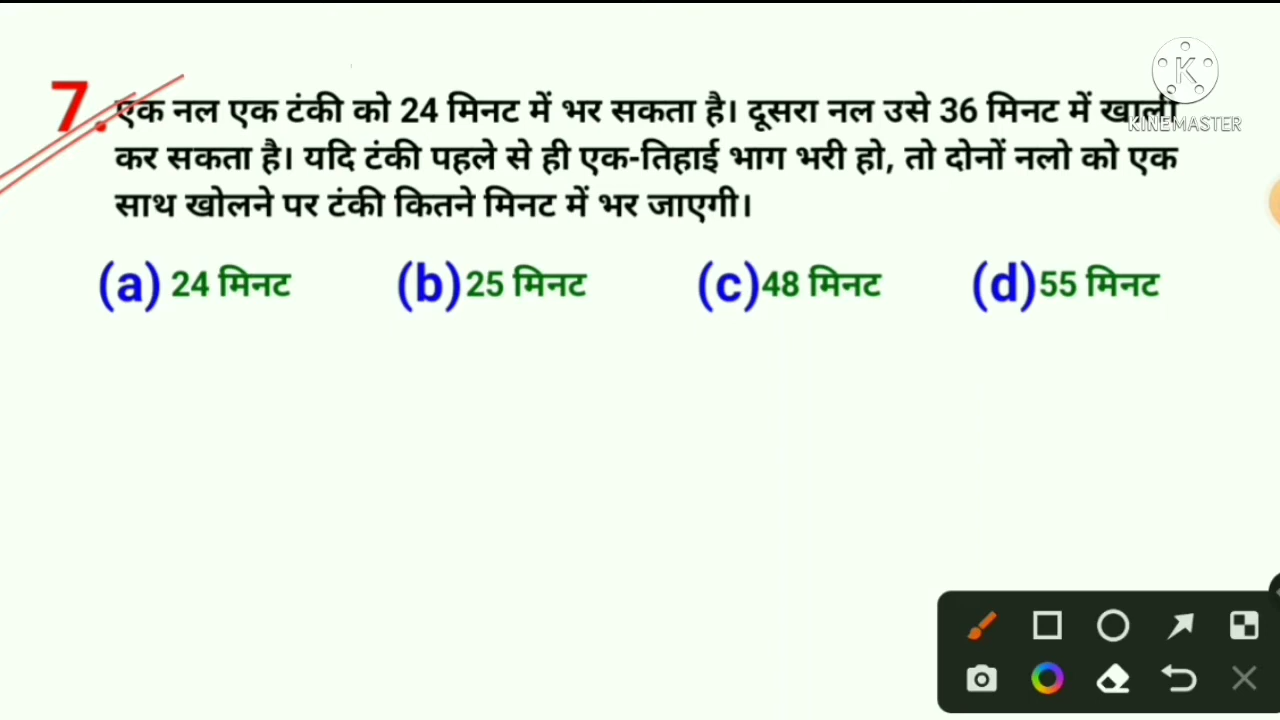 7. एक नल एक टंकी को 24 मिनट में भर सकता है। दूसरा नल उसे 36 मिनट में खाली
कर सकता है। यदि टंकी पहले से ही एक-तिहाई भाग भरी हो, तो दोनों नलो को एक
साथ खोलने पर टंकी कितने मिनट में भर जाएगी।
(a) 24 मिनट (b) 25 मिनट (c) 48 मिनट (d) 55 मिनट
K
KINEMASTER